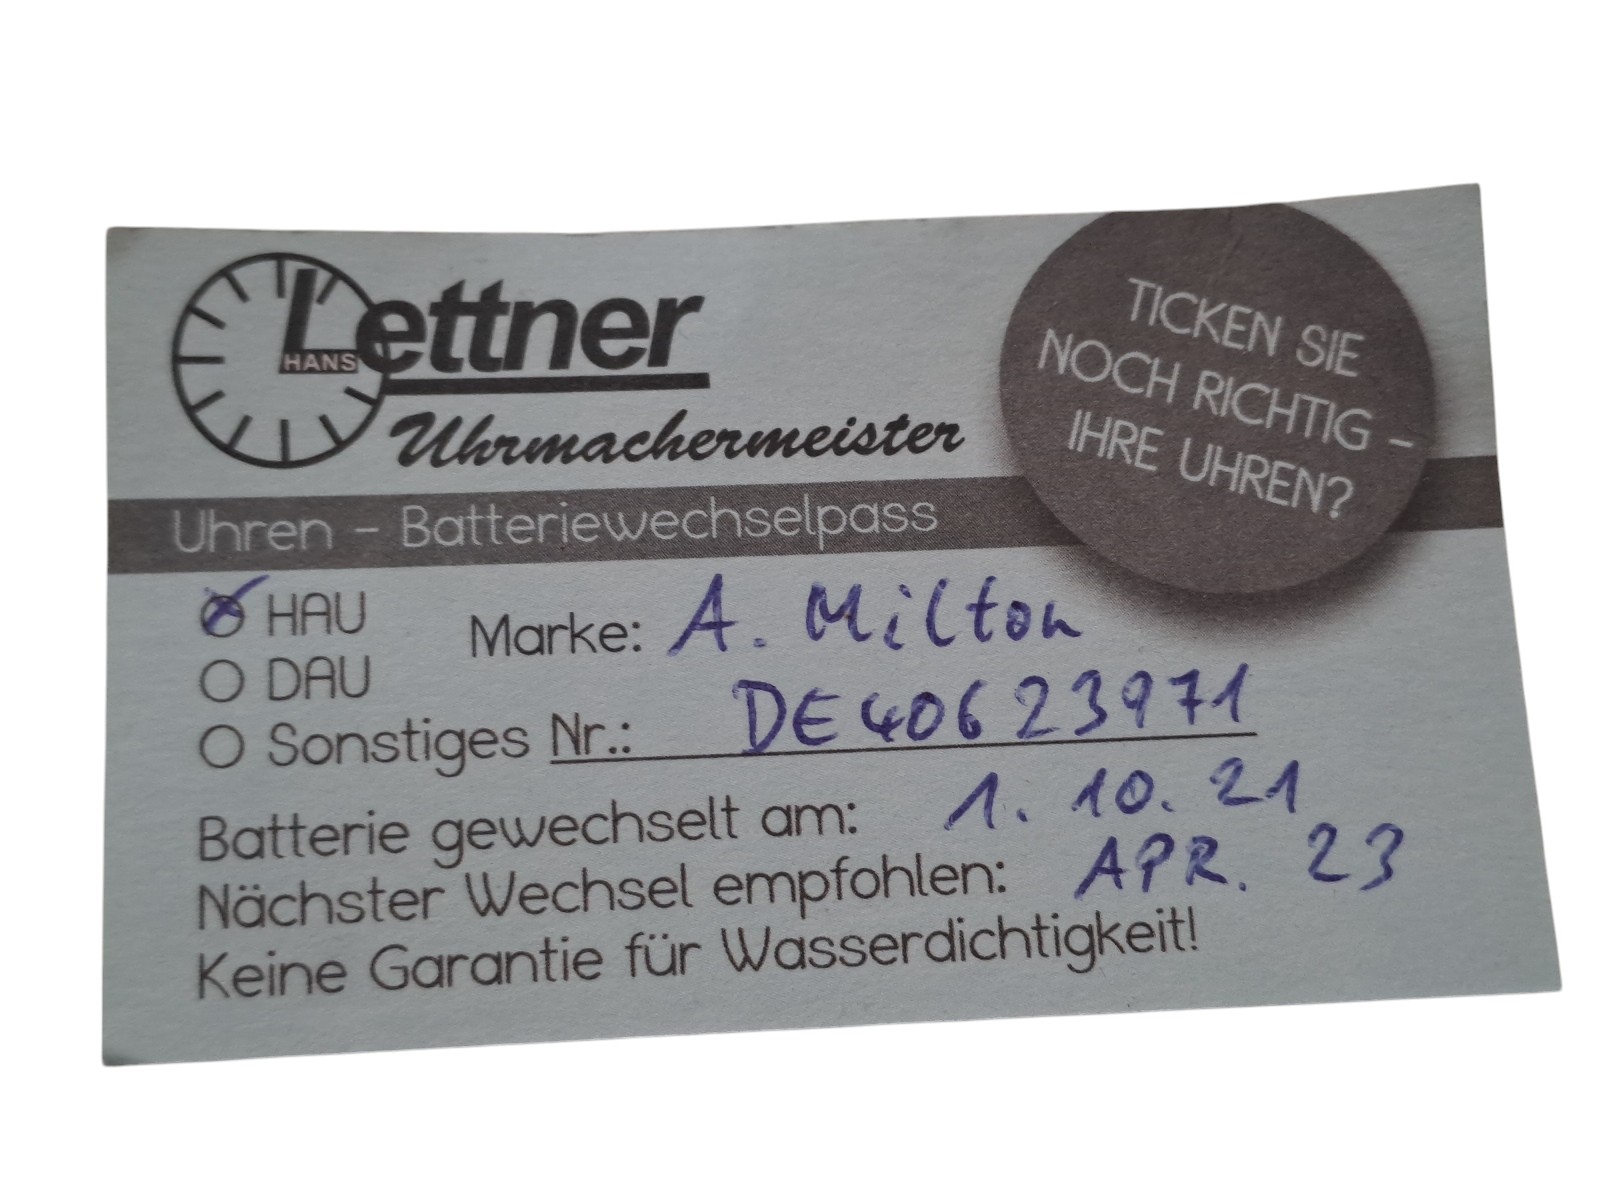 Lettner
HANS
Uhrmachermeister
TICKEN SIE
NOCH RICHTIG –
IHRE UHREN?
Uhren – Batteriewechselpass
HAU
Marke: A. Milton
DAU
Sonstiges Nr.: DE40623971
Batterie gewechselt am: 1. 10. 21
Nächster Wechsel empfohlen: APR. 23
Keine Garantie für Wasserdichtigkeit!